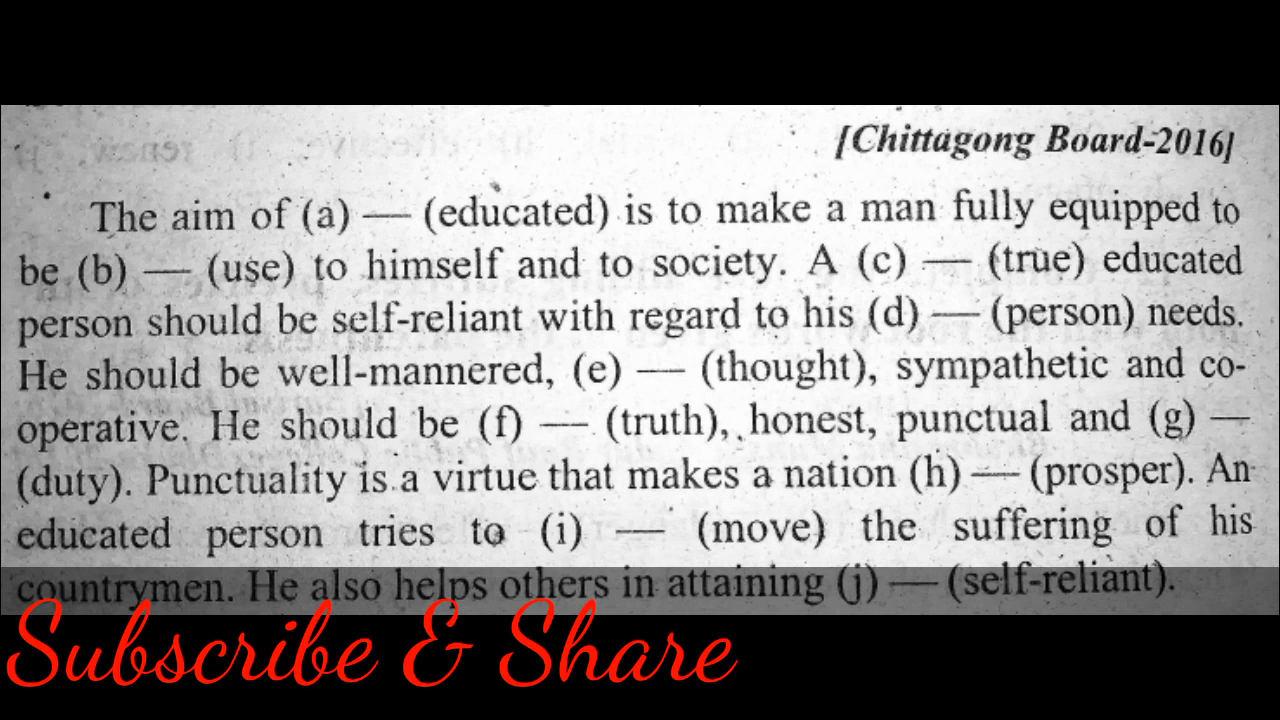 [Chittagong Board-2016]
The aim of (a) — (educated) is to make a man fully equipped to
be (b) — (use) to himself and to society. A (c) — (true) educated
person should be self-reliant with regard to his (d) — (person) needs.
He should be well-mannered, (e) — (thought), sympathetic and co-
operative. He should be (f) — (truth), honest, punctual and (g) —
(duty). Punctuality is a virtue that makes a nation (h) — (prosper). An
educated person tries to (i) — (move) the suffering of his
countrymen. He also helps others in attaining (j) — (self-reliant).
Subscribe & Share